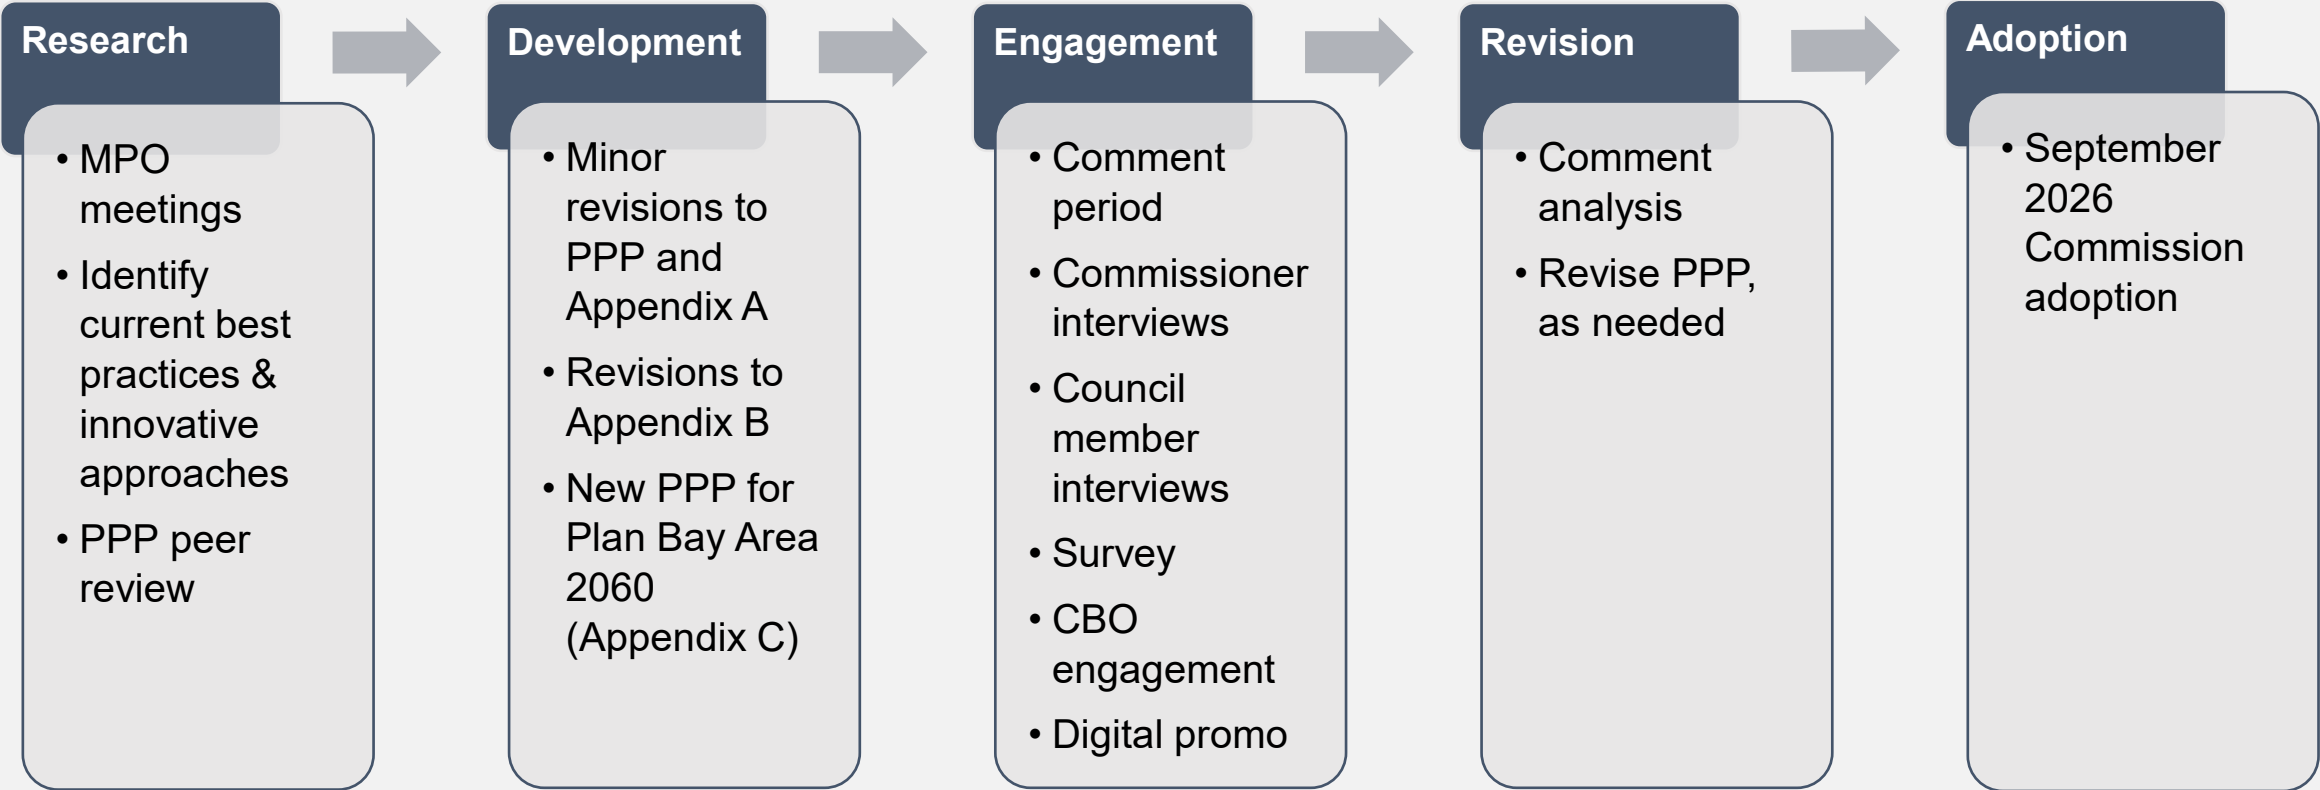 Research
• MPO
meetings
• Identify
current best
practices &
innovative
approaches
• PPP peer
review
Development
• Minor
revisions to
PPP and
Appendix A
• Revisions to
Appendix B
• New PPP for
Plan Bay Area
2060
(Appendix C)
Engagement
• Comment
period
• Commissioner
interviews
• Council
member
interviews
• Survey
• CBO
engagement
• Digital promo
Revision
• Comment
analysis
• Revise PPP,
as needed
Adoption
• September
2026
Commission
adoption